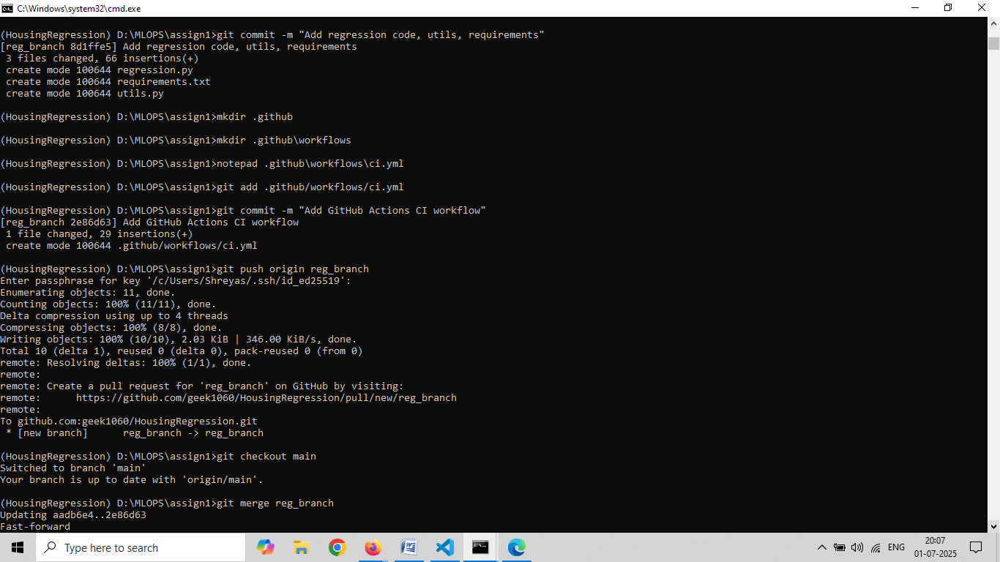 C:\Windows\system32\cmd.exe
(HousingRegression) D:\MLOPS\assign1>git commit -m "Add regression code, utils, requirements"
[reg_branch 8d1ffe5] Add regression code, utils, requirements
 3 files changed, 66 insertions(+)
 create mode 100644 regression.py
 create mode 100644 requirements.txt
 create mode 100644 utils.py
(HousingRegression) D:\MLOPS\assign1>mkdir .github
(HousingRegression) D:\MLOPS\assign1>mkdir .github\workflows
(HousingRegression) D:\MLOPS\assign1>notepad .github\workflows\ci.yml
(HousingRegression) D:\MLOPS\assign1>git add .github/workflows/ci.yml
(HousingRegression) D:\MLOPS\assign1>git commit -m "Add GitHub Actions CI workflow"
[reg_branch 2e86d63] Add GitHub Actions CI workflow
 1 file changed, 29 insertions(+)
 create mode 100644 .github/workflows/ci.yml
(HousingRegression) D:\MLOPS\assign1>git push origin reg_branch
Enter passphrase for key '/c/Users/Shreyas/.ssh/id_ed25519':
Enumerating objects: 11, done.
Counting objects: 100% (11/11), done.
Delta compression using up to 4 threads
Compressing objects: 100% (8/8), done.
Writing objects: 100% (10/10), 2.03 KiB | 346.00 KiB/s, done.
Total 10 (delta 1), reused 0 (delta 0), pack-reused 0 (from 0)
remote: Resolving deltas: 100% (1/1), done.
remote:
remote: Create a pull request for 'reg_branch' on GitHub by visiting:
remote:      https://github.com/geek1060/HousingRegression/pull/new/reg_branch
remote:
To github.com:geek1060/HousingRegression.git
 * [new branch]      reg_branch -> reg_branch
(HousingRegression) D:\MLOPS\assign1>git checkout main
Switched to branch 'main'
Your branch is up to date with 'origin/main'.
(HousingRegression) D:\MLOPS\assign1>git merge reg_branch
Updating aadb6e4..2e86d63
Fast-forward
Type here to search
ENG
20:07
01-07-2025